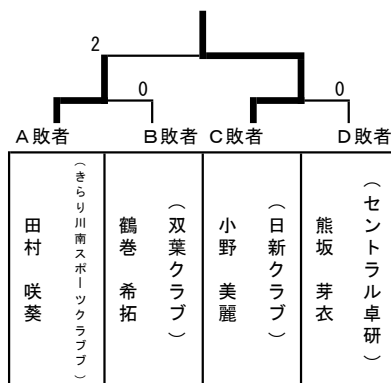 2
0
0
A敗者
B敗者
C敗者
D敗者
田村 咲葵
（きらり川南スポーツクラブブ）
鶴巻 希拓
（双葉クラブ）
小野 美麗
（日新クラブ）
熊坂 芽衣
（セントラル卓研）